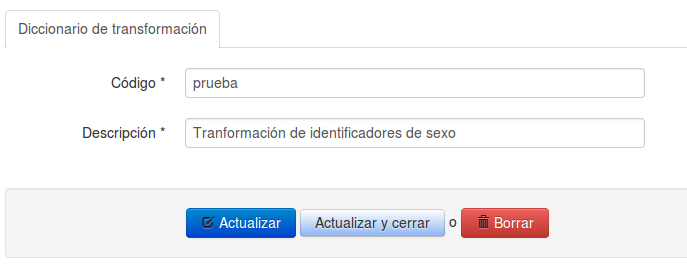 Diccionario de transformación
Código * prueba
Descripción * Tranformación de identificadores de sexo
Actualizar Actualizar y cerrar o Borrar